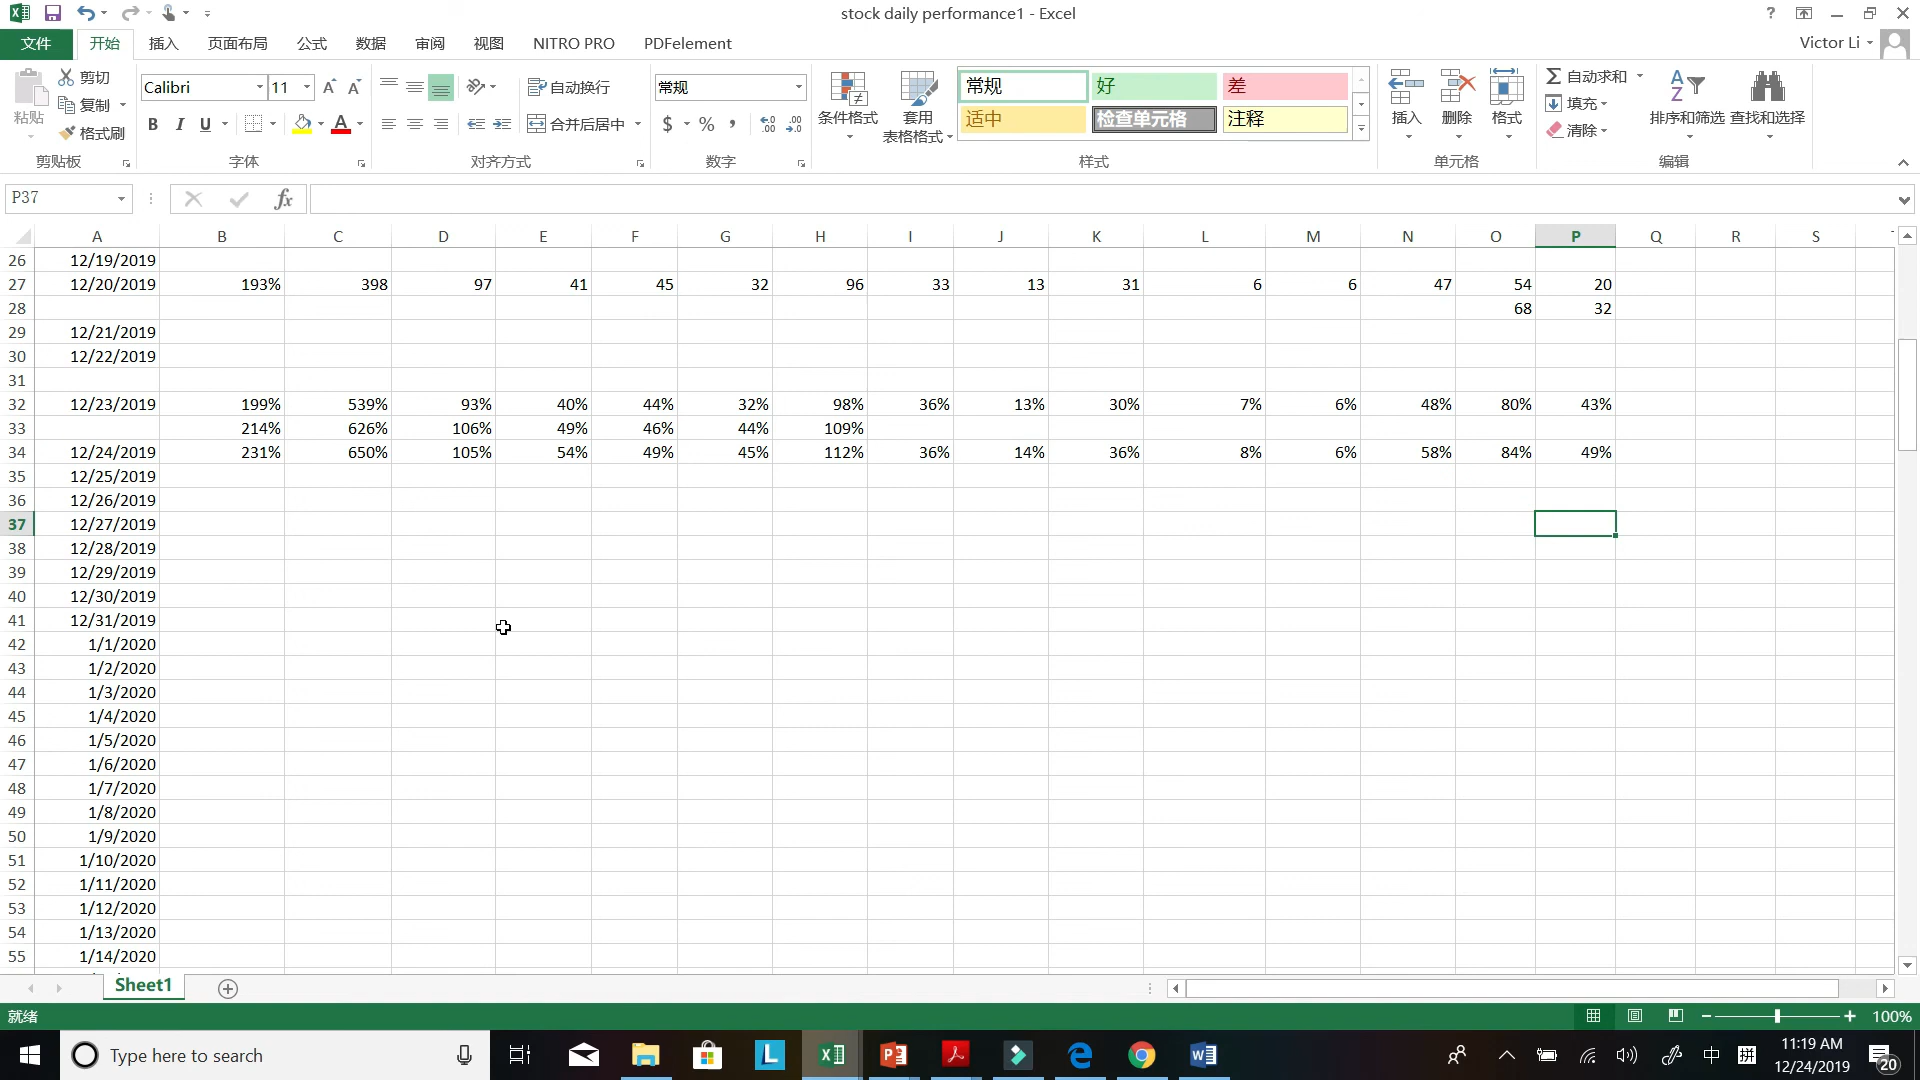 stock daily performance1 - Excel
?
文件 开始 插入 页面布局 公式 数据 审阅 视图 NITRO PRO PDFelement
Victor Li
粘贴
剪切
复制
格式刷
剪贴板
Calibri 11
B I U
字体
自动换行
合并后居中
对齐方式
常规
$ % ,
数字
条件格式
套用
表格格式
常规 好 差
适中 检查单元格 注释
样式
插入 删除 格式
单元格
自动求和
填充
清除
排序和筛选 查找和选择
编辑
P37
fx
A B C D E F G H I J K L M N O P Q R S
26 12/19/2019
27 12/20/2019 193% 398 97 41 45 32 96 33 13 31 6 6 47 54 20
28 68 32
29 12/21/2019
30 12/22/2019
31
32 12/23/2019 199% 539% 93% 40% 44% 32% 98% 36% 13% 30% 7% 6% 48% 80% 43%
33 214% 626% 106% 49% 46% 44% 109%
34 12/24/2019 231% 650% 105% 54% 49% 45% 112% 36% 14% 36% 8% 6% 58% 84% 49%
35 12/25/2019
36 12/26/2019
37 12/27/2019
38 12/28/2019
39 12/29/2019
40 12/30/2019
41 12/31/2019
42 1/1/2020
43 1/2/2020
44 1/3/2020
45 1/4/2020
46 1/5/2020
47 1/6/2020
48 1/7/2020
49 1/8/2020
50 1/9/2020
51 1/10/2020
52 1/11/2020
53 1/12/2020
54 1/13/2020
55 1/14/2020
Sheet1
就绪
100%
Type here to search
中 拼
11:19 AM
12/24/2019
20